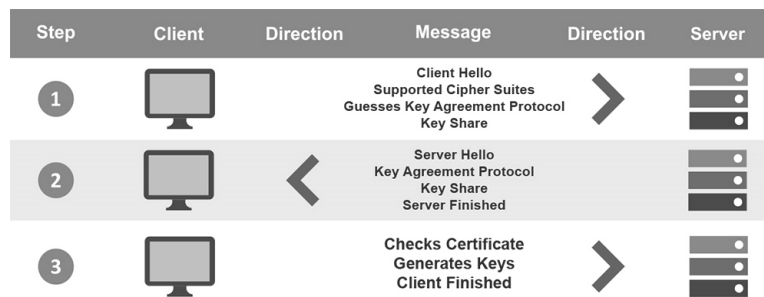 Step Client Direction Message Direction Server
1
Client Hello
Supported Cipher Suites
Guesses Key Agreement Protocol
Key Share
2
Server Hello
Key Agreement Protocol
Key Share
Server Finished
3
Checks Certificate
Generates Keys
Client Finished